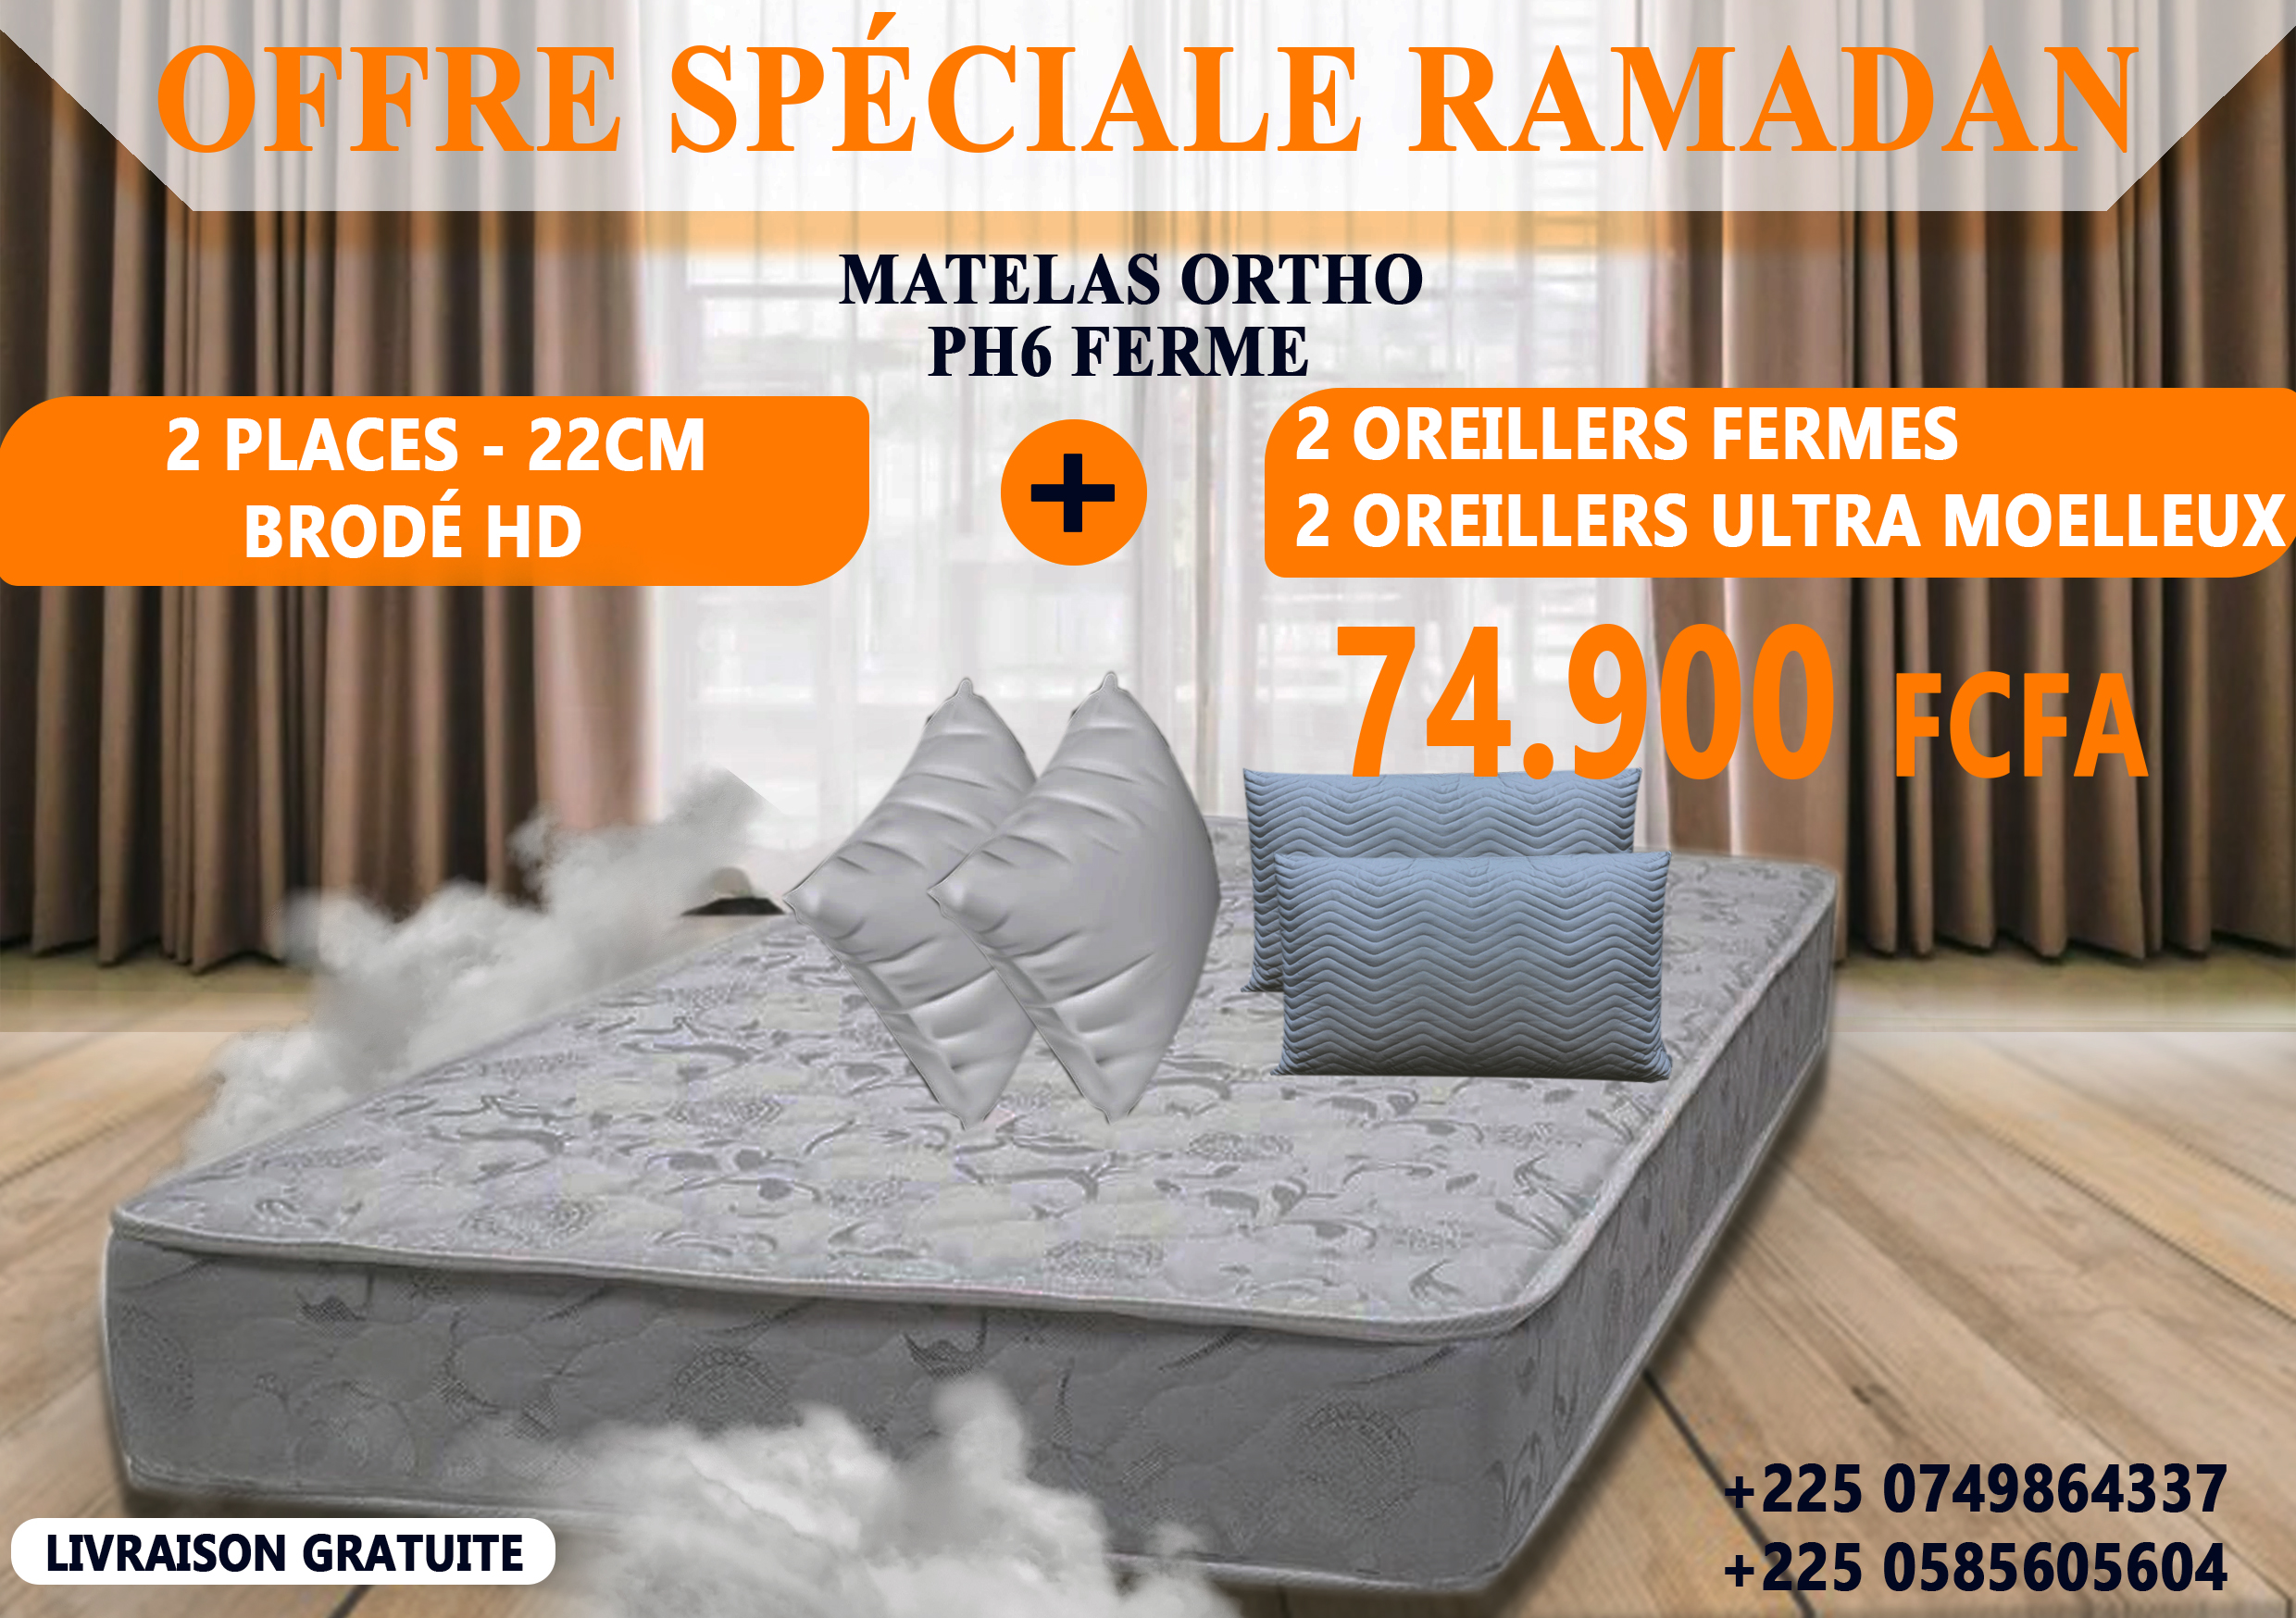 OFFRE SPÉCIALE RAMADAN
MATELAS ORTHO
PH6 FERME
2 PLACES - 22CM
BRODÉ HD
+
2 OREILLERS FERMES
2 OREILLERS ULTRA MOELLEUX
74.900 FCFA
LIVRAISON GRATUITE
+225 0749864337
+225 0585605604